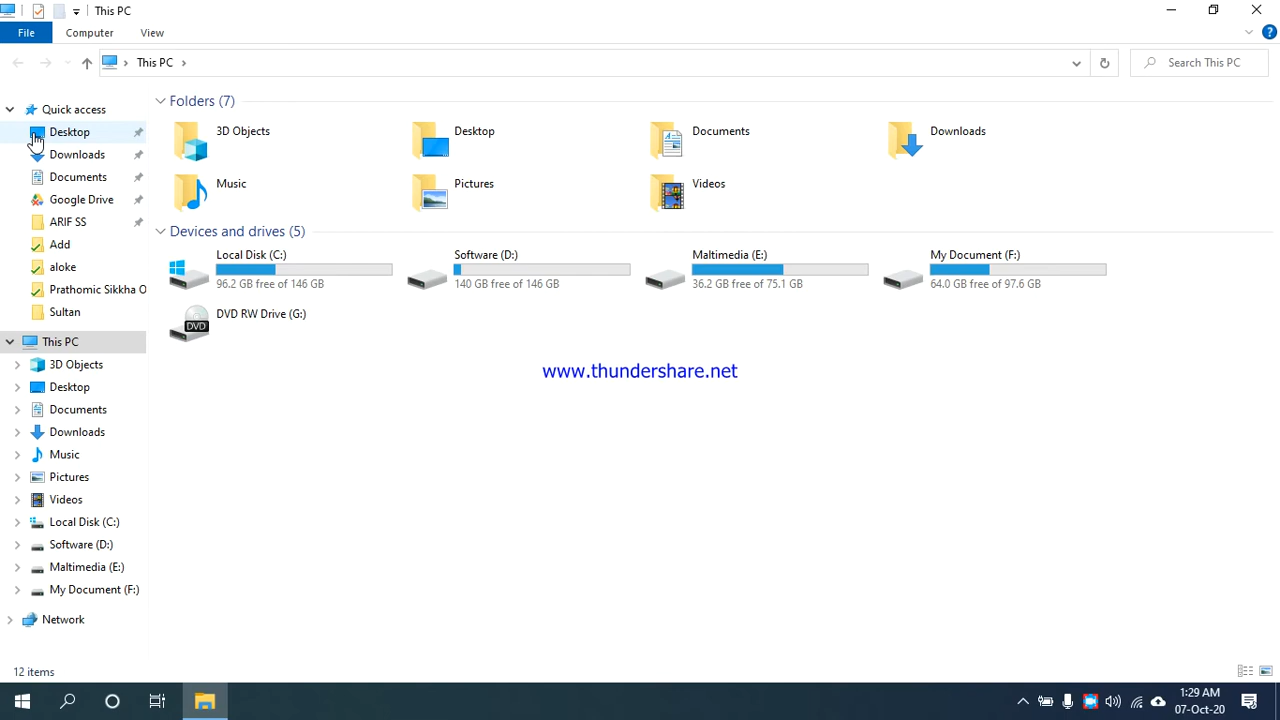 This PC
File Computer View
This PC
Search This PC
Quick access
Desktop
Downloads
Documents
Google Drive
ARIF SS
Add
aloke
Prathomic Sikkha O
Sultan
This PC
3D Objects
Desktop
Documents
Downloads
Music
Pictures
Videos
Local Disk (C:)
Software (D:)
Maltimedia (E:)
My Document (F:)
Network
Folders (7)
3D Objects
Desktop
Documents
Downloads
Music
Pictures
Videos
Devices and drives (5)
Local Disk (C:)
96.2 GB free of 146 GB
Software (D:)
140 GB free of 146 GB
Maltimedia (E:)
36.2 GB free of 75.1 GB
My Document (F:)
64.0 GB free of 97.6 GB
DVD RW Drive (G:)
DVD
www.thundershare.net
12 items
1:29 AM
07-Oct-20